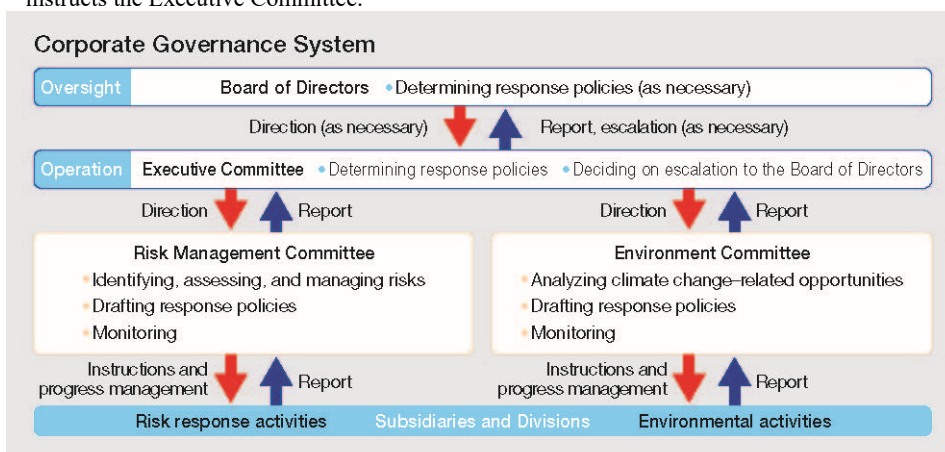 instructs the Executive Committee.
Corporate Governance System
Oversight Board of Directors •Determining response policies (as necessary)
Direction (as necessary) Report, escalation (as necessary)
Operation Executive Committee •Determining response policies •Deciding on escalation to the Board of Directors
Direction Report Direction Report
Risk Management Committee
•Identifying, assessing, and managing risks
•Drafting response policies
•Monitoring
Environment Committee
•Analyzing climate change–related opportunities
•Drafting response policies
•Monitoring
Instructions and
progress management
Report
Instructions and
progress management
Report
Risk response activities Subsidiaries and Divisions Environmental activities